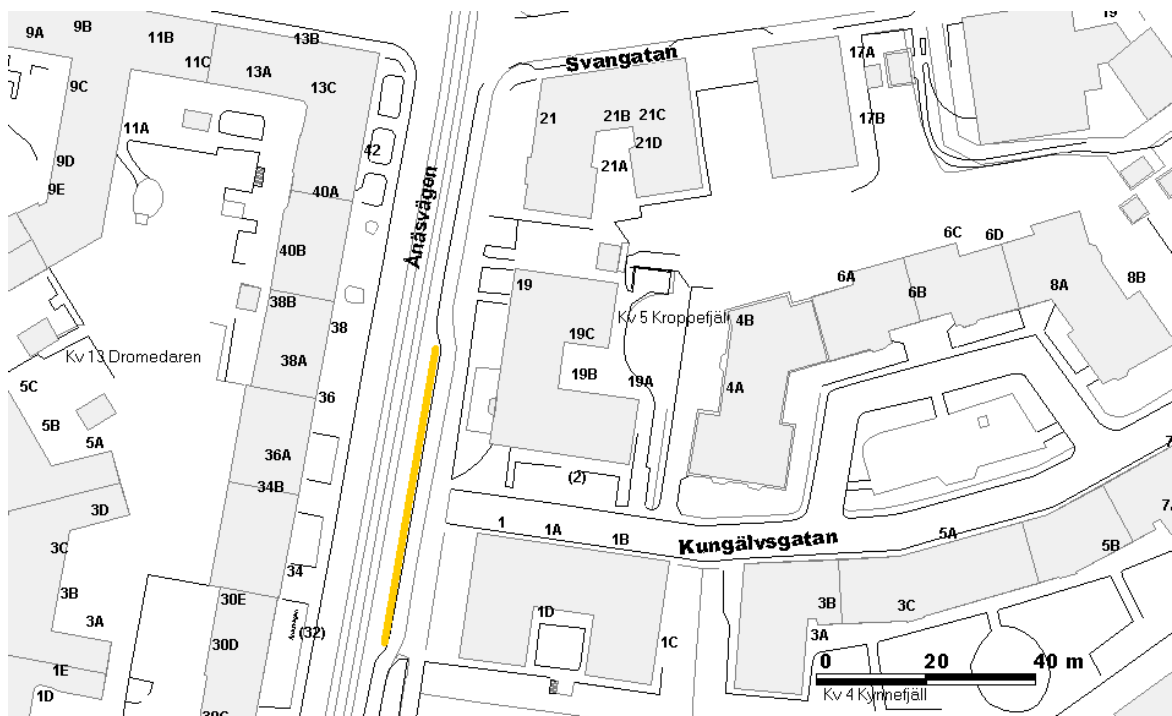 9A
9B
11B
13B
19
11C
13A
17A
Svangatan
9C
13C
21
21B
21C
17B
11A
42
21D
9D
21A
9E
40A
Ånäsvägen
6C
6D
40B
6A
8B
19
8A
38B
6B
38
Kv 5 Kroppefjäll
4B
19C
Kv 13 Dromedaren
38A
5C
19B
19A
4A
36
5B
5A
36A
(2)
34B
3D
1
1A
1B
Kungälvsgatan
5A
3C
5B
34
3B
30E
3B
3C
3A
(32)
1D
3A
30D
1C
1E
0 20 40 m
1D
Kv 4 Kynnefjäll